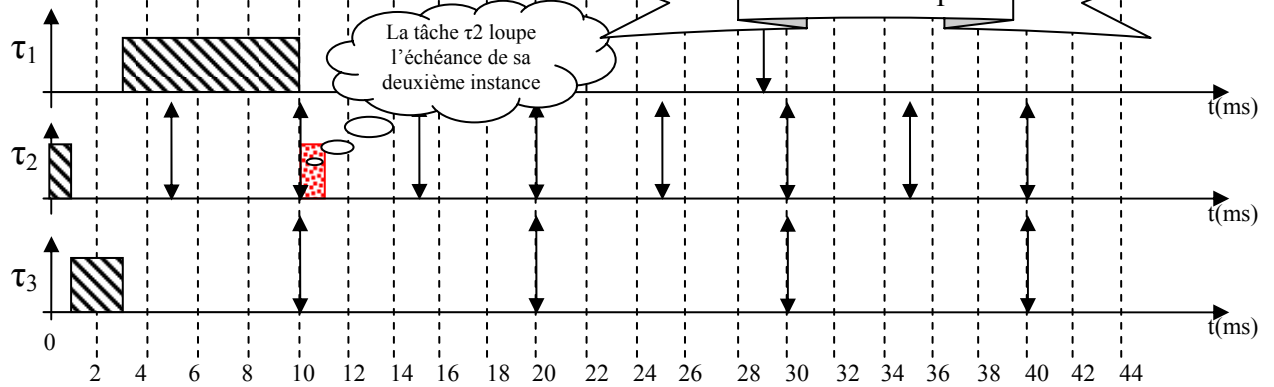 La tâche τ2 loupe
l'échéance de sa
deuxième instance
τ1
t(ms)
τ2
t(ms)
τ3
t(ms)
0
2 4 6 8 10 12 14 16 18 20 22 24 26 28 30 32 34 36 38 40 42 44